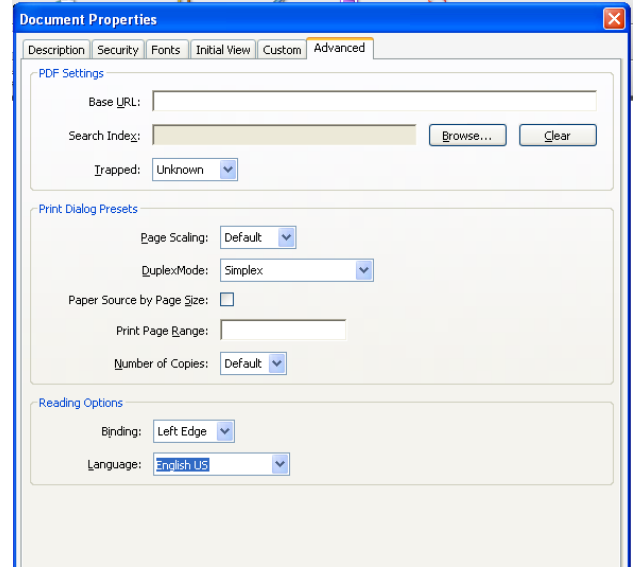 Document Properties
Description Security Fonts Initial View Custom Advanced
PDF Settings
Base URL:
Search Index: Browse... Clear
Trapped: Unknown
Print Dialog Presets
Page Scaling: Default
DuplexMode: Simplex
Paper Source by Page Size:
Print Page Range:
Number of Copies: Default
Reading Options
Binding: Left Edge
Language: English US